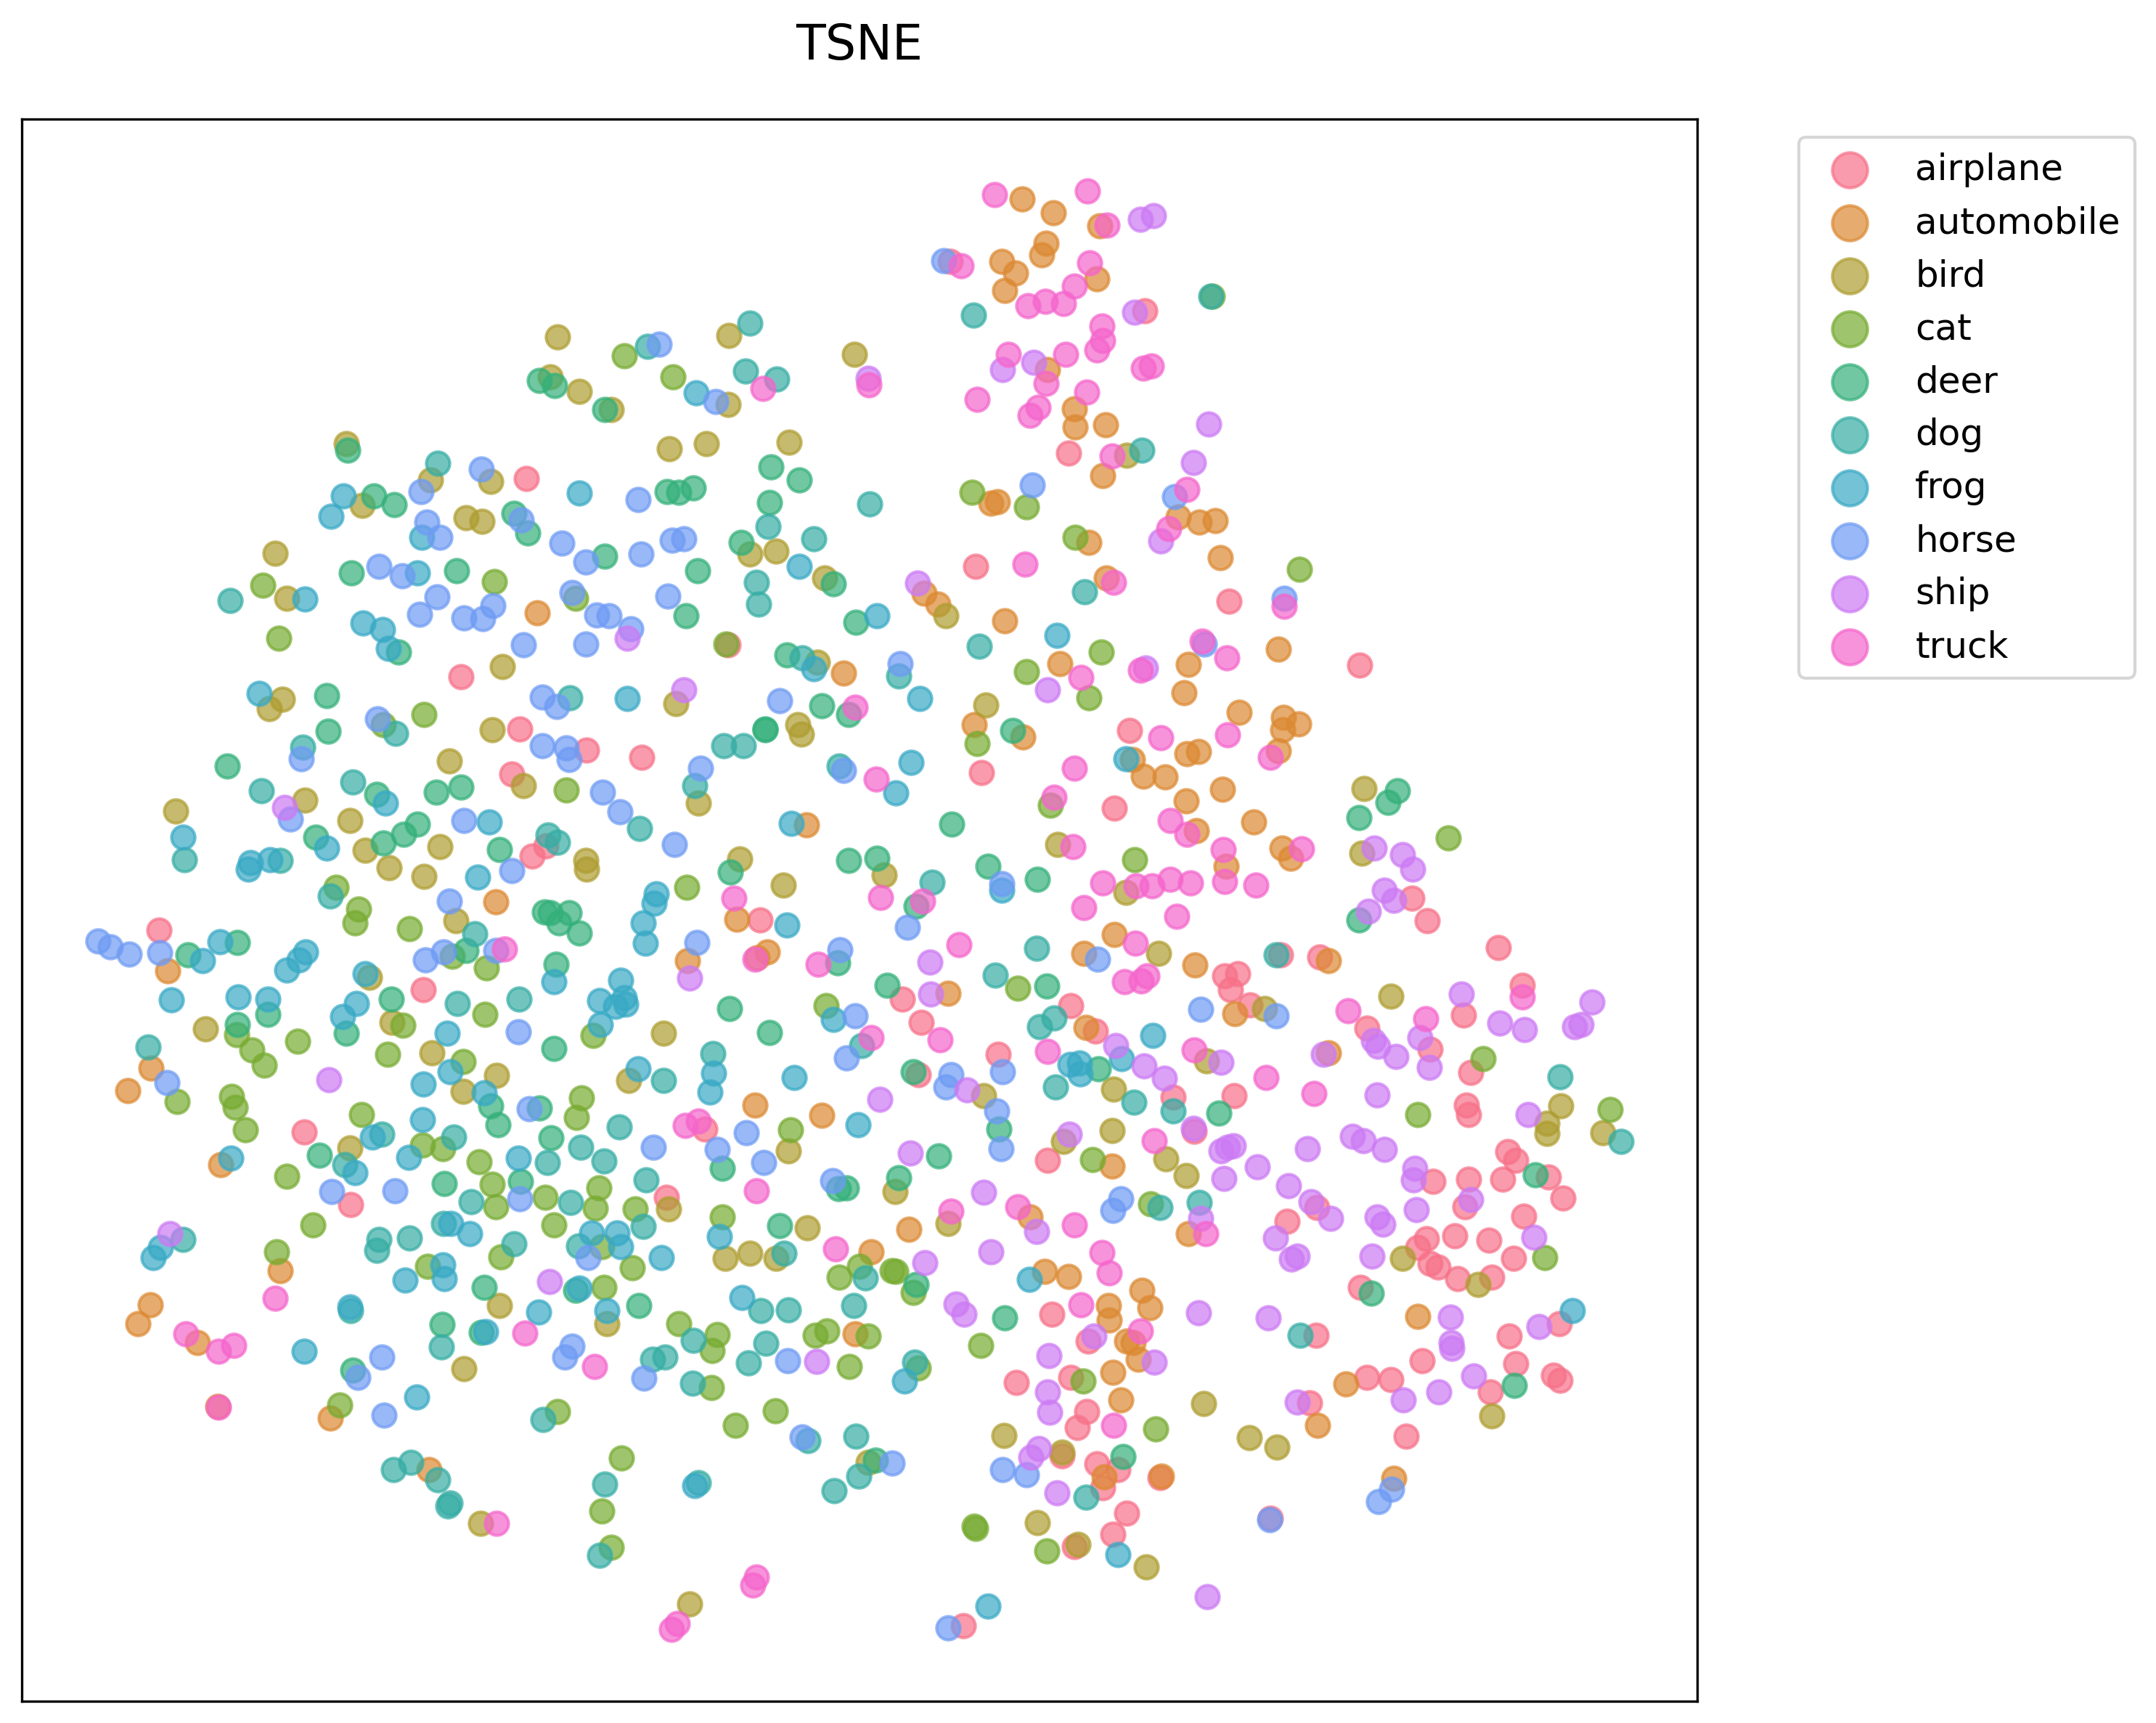 TSNE
airplane
automobile
bird
cat
deer
dog
frog
horse
ship
truck